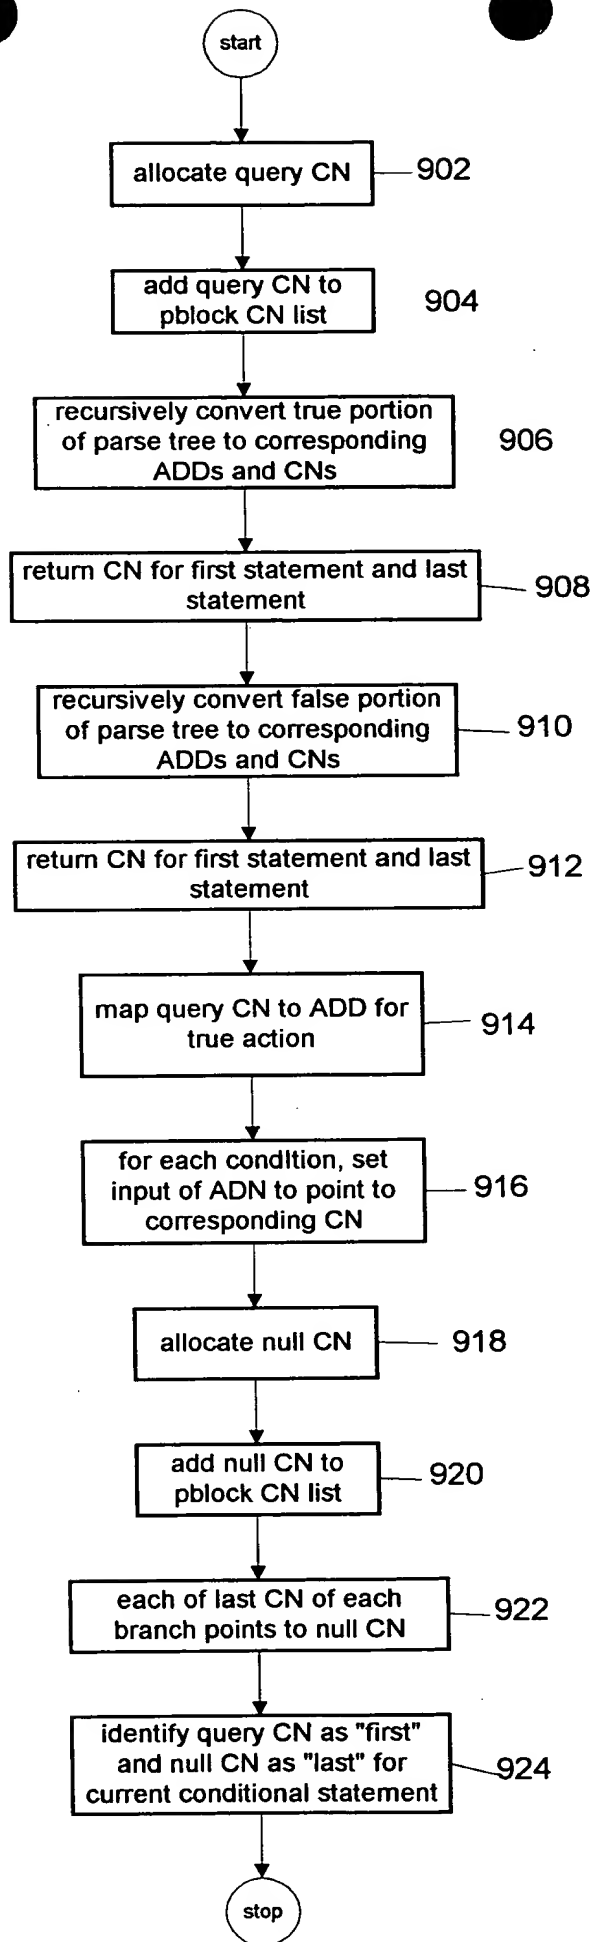 start
allocate query CN
902
add query CN to
pblock CN list
904
recursively convert true portion
of parse tree to corresponding
ADDs and CNs
906
return CN for first statement and last
statement
908
recursively convert false portion
of parse tree to corresponding
ADDs and CNs
910
return CN for first statement and last
statement
912
map query CN to ADD for
true action
914
for each condition, set
input of ADN to point to
corresponding CN
916
allocate null CN
918
add null CN to
pblock CN list
920
each of last CN of each
branch points to null CN
922
identify query CN as "first"
and null CN as "last" for
current conditional statement
924
stop